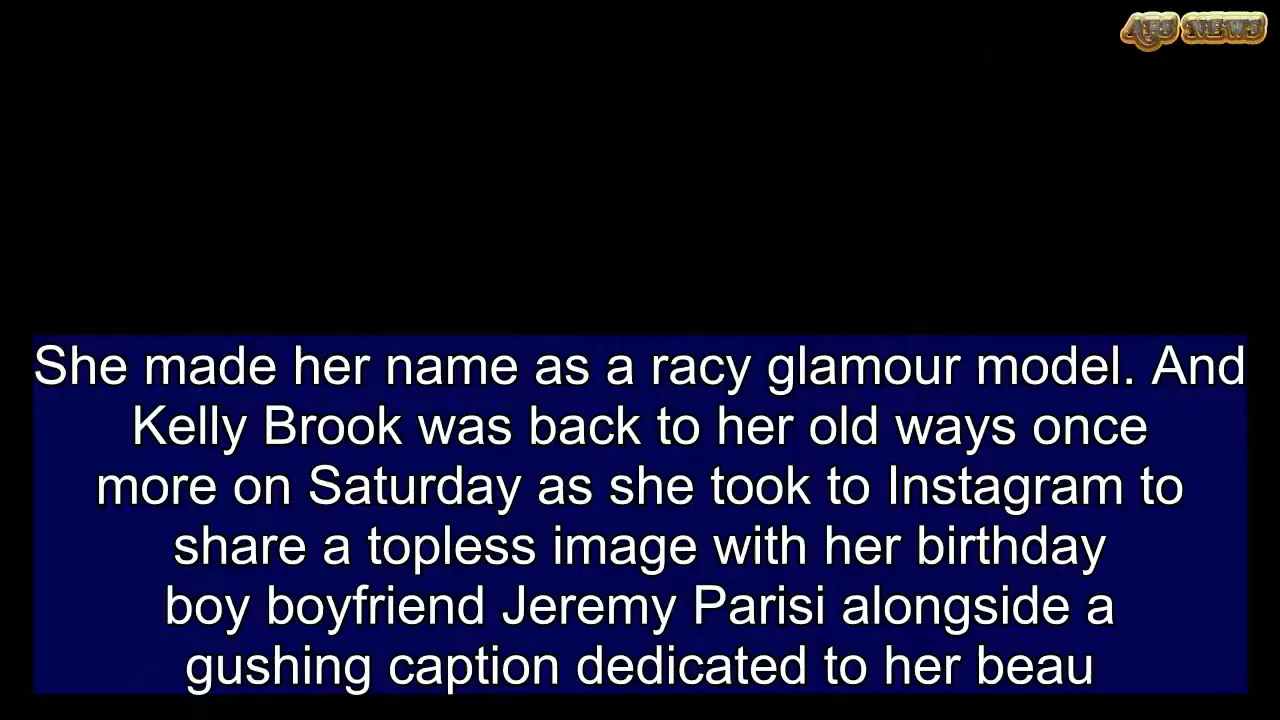 ATS NEWS
She made her name as a racy glamour model. And
Kelly Brook was back to her old ways once
more on Saturday as she took to Instagram to
share a topless image with her birthday
boy boyfriend Jeremy Parisi alongside a
gushing caption dedicated to her beau